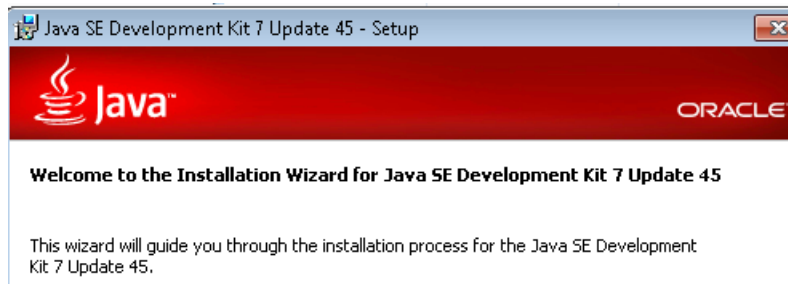 Java SE Development Kit 7 Update 45 - Setup
Java™
ORACLE
Welcome to the Installation Wizard for Java SE Development Kit 7 Update 45
This wizard will guide you through the installation process for the Java SE Development
Kit 7 Update 45.